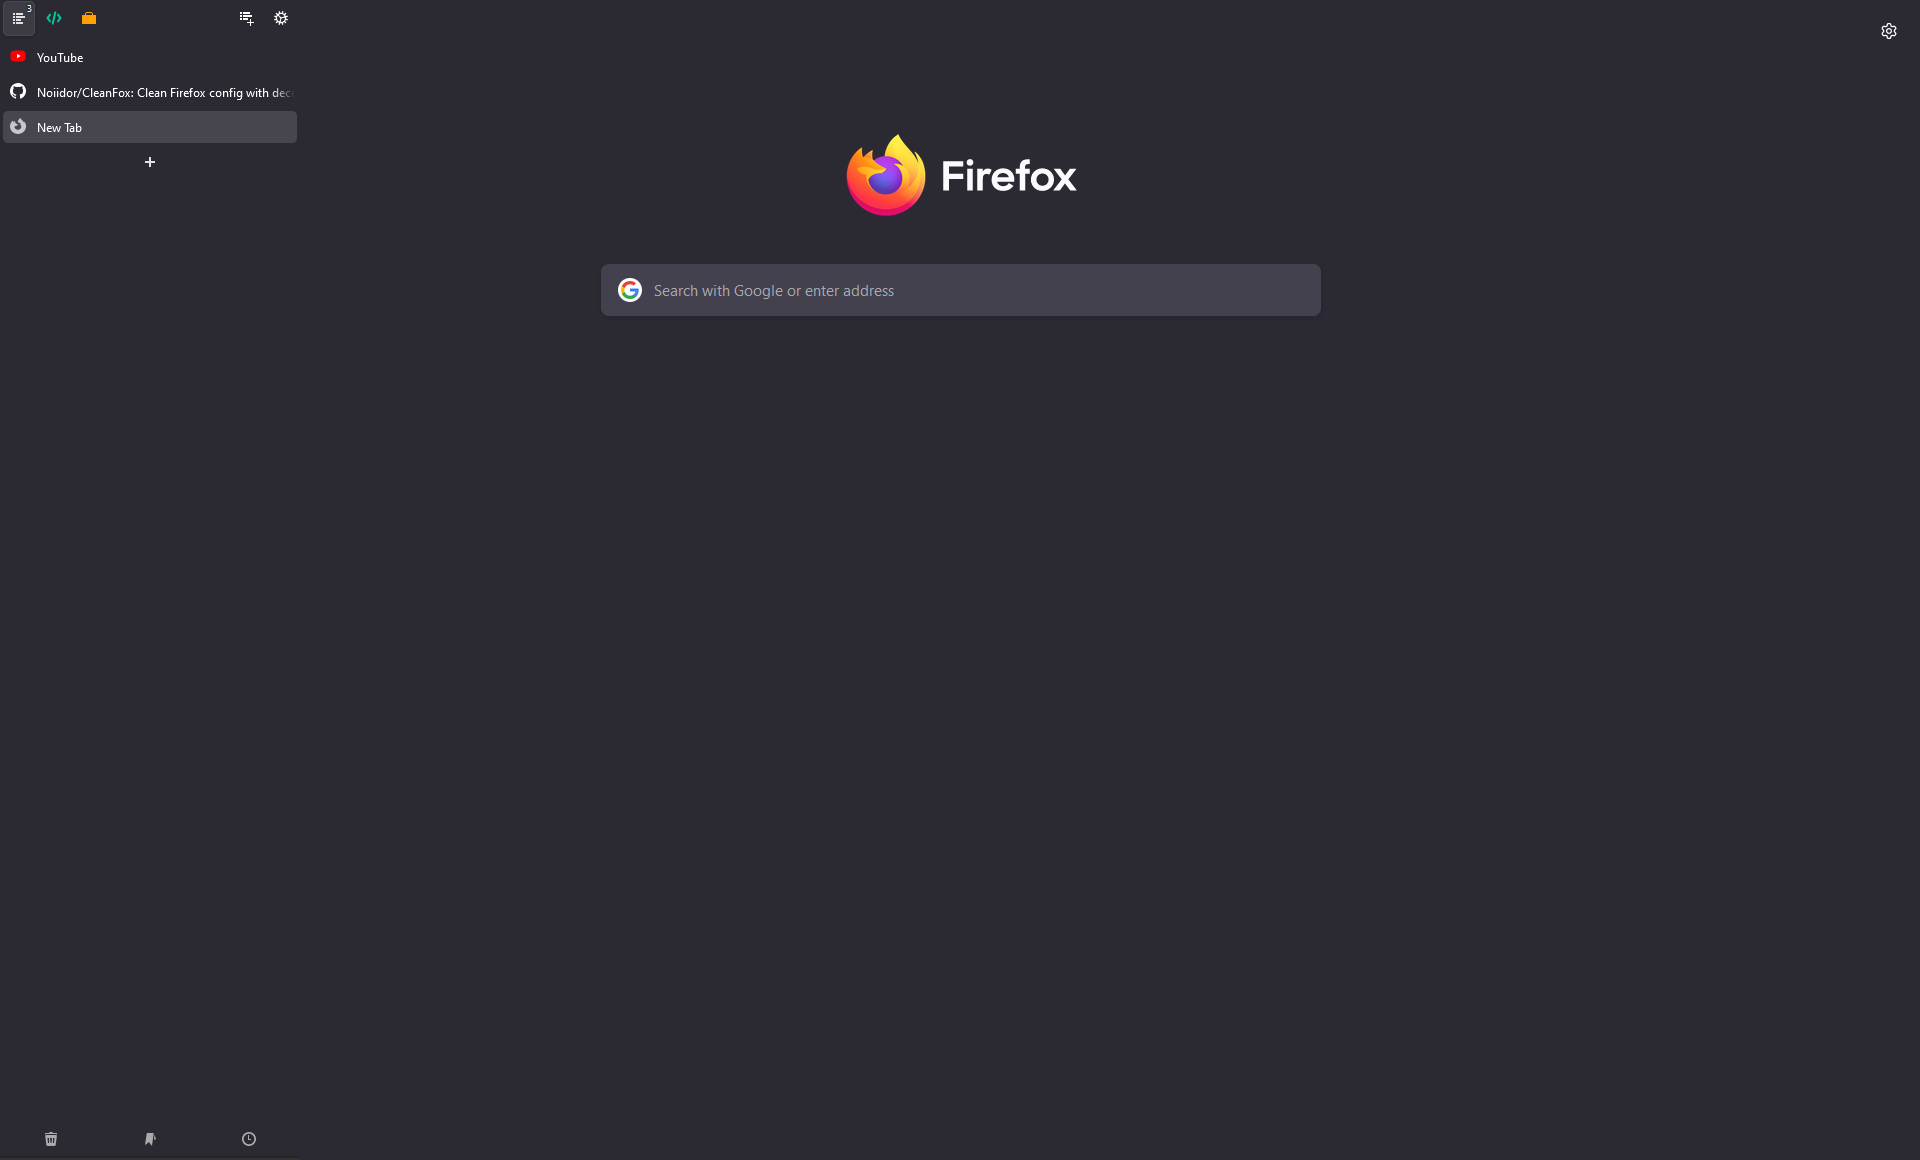 3
YouTube
Noiidor/CleanFox: Clean Firefox config with dec
New Tab
Firefox
Search with Google or enter address